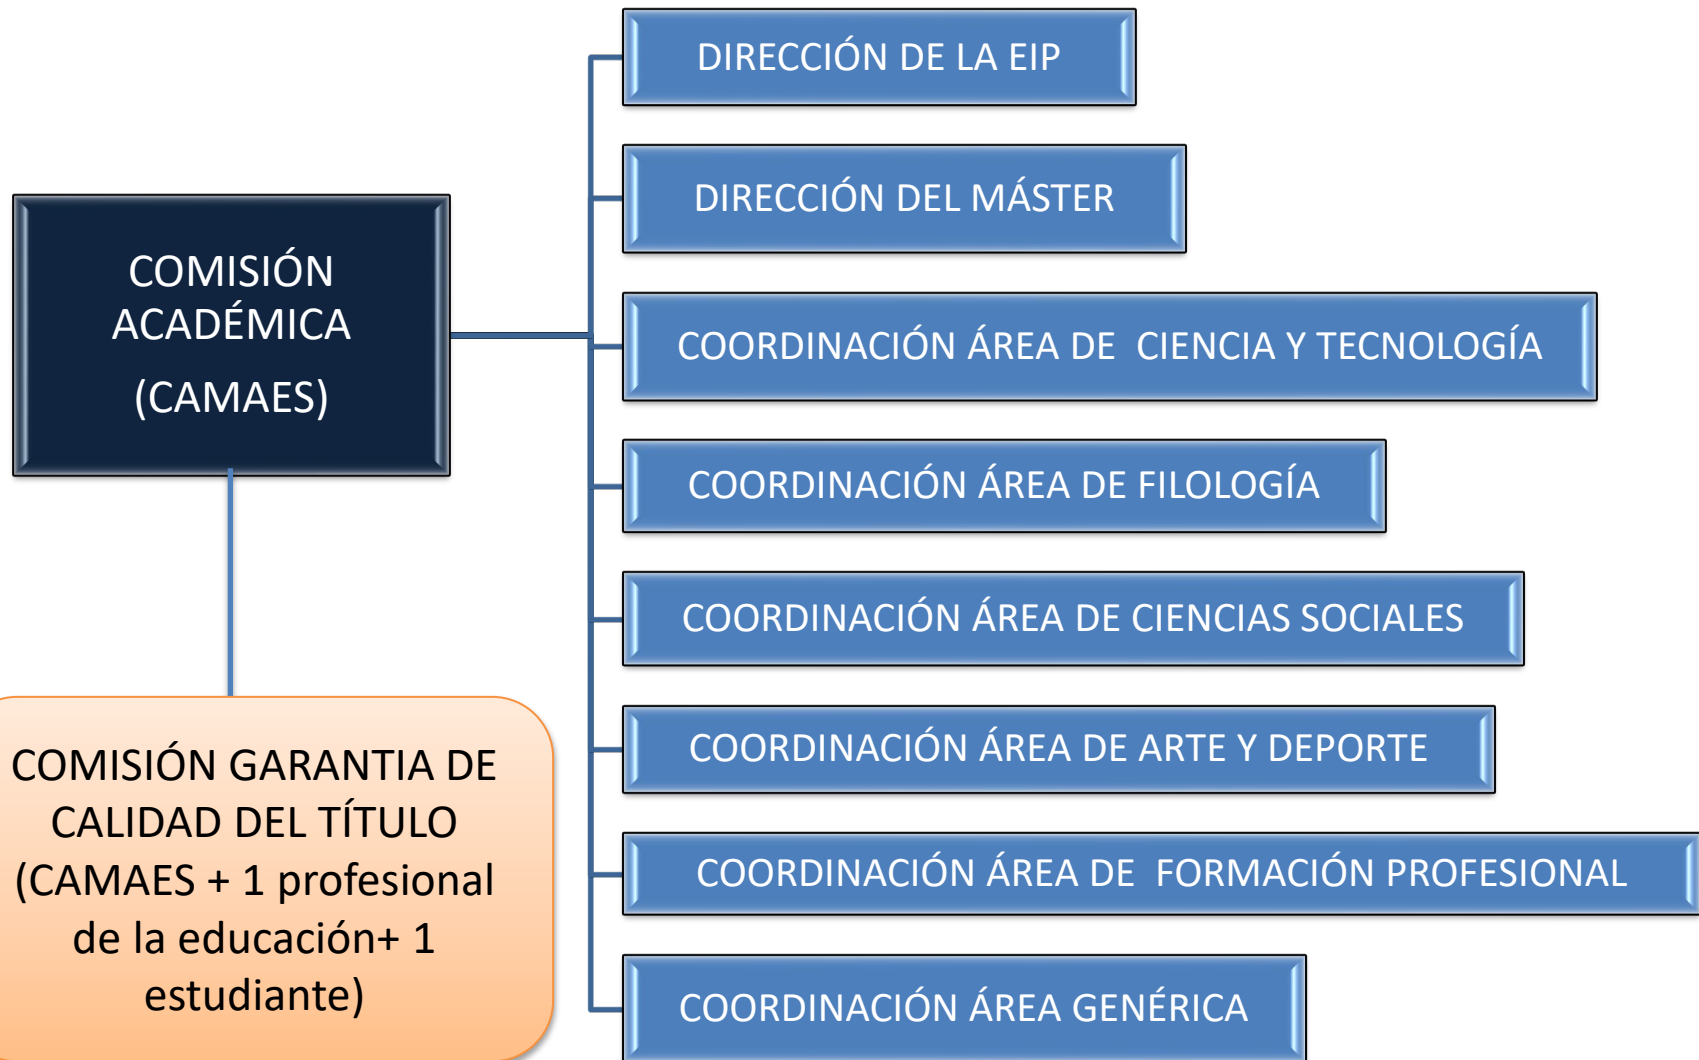 COMISIÓN
ACADÉMICA
(CAMAES)
COMISIÓN GARANTIA DE
CALIDAD DEL TÍTULO
(CAMAES + 1 profesional
de la educación+ 1
estudiante)
DIRECCIÓN DE LA EIP
DIRECCIÓN DEL MÁSTER
COORDINACIÓN ÁREA DE  CIENCIA Y TECNOLOGÍA
COORDINACIÓN ÁREA DE FILOLOGÍA
COORDINACIÓN ÁREA DE CIENCIAS SOCIALES
COORDINACIÓN ÁREA DE ARTE Y DEPORTE
COORDINACIÓN ÁREA DE  FORMACIÓN PROFESIONAL
COORDINACIÓN ÁREA GENÉRICA